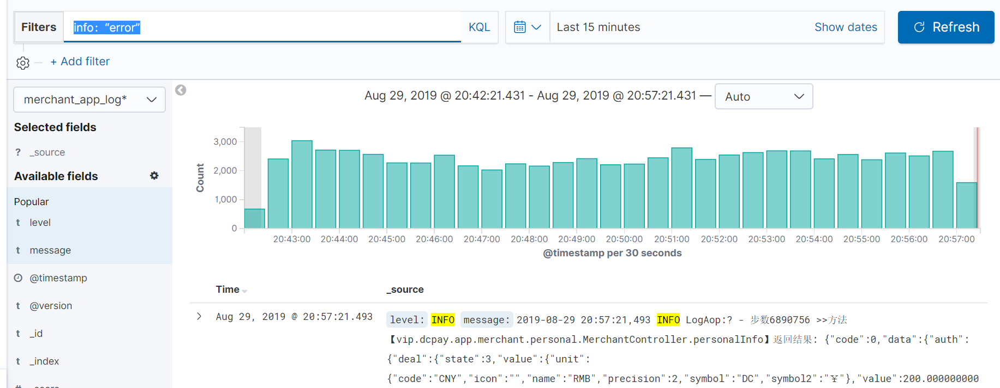 Filters info: “error” KQL Last 15 minutes Show dates Refresh
+ Add filter
merchant_app_log*
Selected fields
? _source
Available fields
Popular
t level
t message
@timestamp
t @version
t _id
t _index
Aug 29, 2019 @ 20:42:21.431 - Aug 29, 2019 @ 20:57:21.431 — Auto
Count
3,000
2,000
1,000
0
20:43:00 20:44:00 20:45:00 20:46:00 20:47:00 20:48:00 20:49:00 20:50:00 20:51:00 20:52:00 20:53:00 20:54:00 20:55:00 20:56:00 20:57:00
@timestamp per 30 seconds
Time _source
Aug 29, 2019 @ 20:57:21.493 level: INFO message: 2019-08-29 20:57:21,493 INFO LogAop:? - 步数6890756 >>方法
【vip.dcpay.app.merchant.personal.MerchantController.personalInfo】返回结果: {"code":0,"data":{"auth":
{"deal":{"state":3,"value":{"unit":
{"code":"CNY","icon":"","name":"RMB","precision":2,"symbol":"DC","symbol2":"¥"},"value":200.000000000